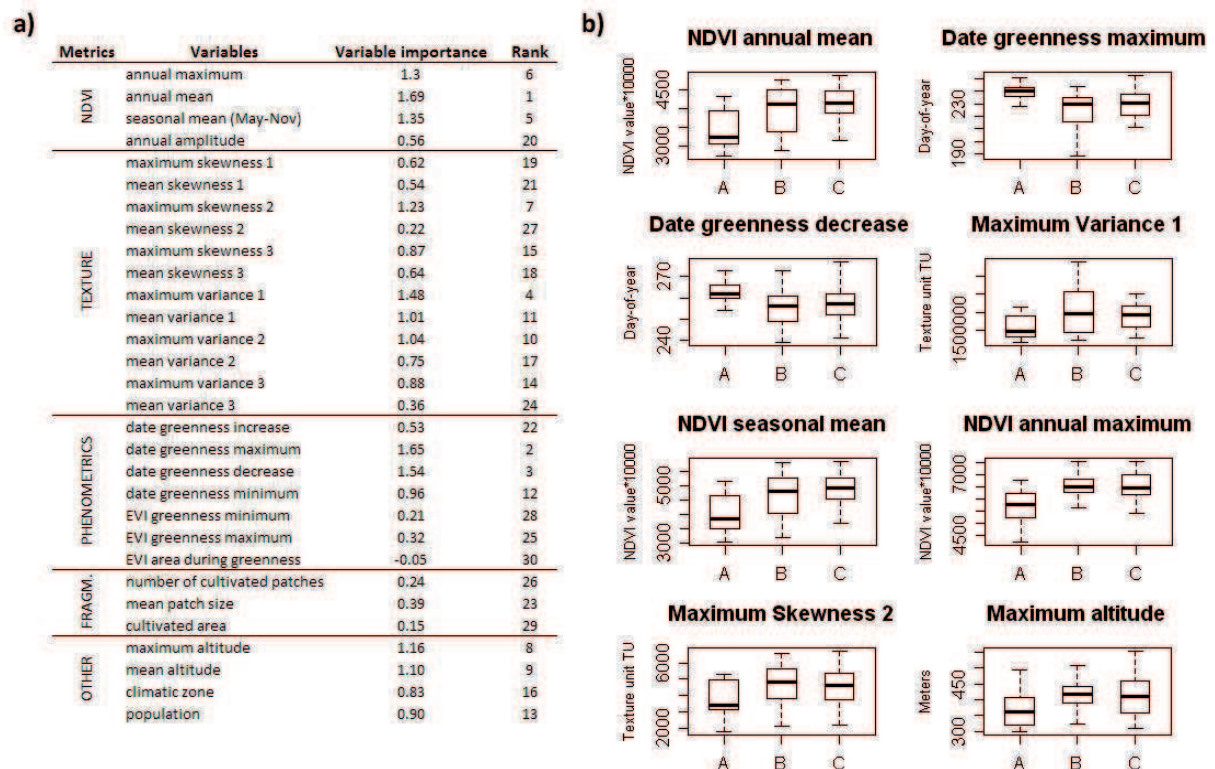 a)
Metrics Variables Variable importance Rank
NDVI
annual maximum 1.3 6
annual mean 1.69 1
seasonal mean (May-Nov) 1.35 5
annual amplitude 0.56 20
TEXTURE
maximum skewness 1 0.62 19
mean skewness 1 0.54 21
maximum skewness 2 1.23 7
mean skewness 2 0.22 27
maximum skewness 3 0.87 15
mean skewness 3 0.64 18
maximum variance 1 1.48 4
mean variance 1 1.01 11
maximum variance 2 1.04 10
mean variance 2 0.75 17
maximum variance 3 0.88 14
mean variance 3 0.36 24
PHENOMETRICS
date greenness increase 0.53 22
date greenness maximum 1.65 2
date greenness decrease 1.54 3
date greenness minimum 0.96 12
EVI greenness minimum 0.21 28
EVI greenness maximum 0.32 25
EVI area during greenness -0.05 30
FRAGM.
number of cultivated patches 0.24 26
mean patch size 0.39 23
cultivated area 0.15 29
OTHER
maximum altitude 1.16 8
mean altitude 1.10 9
climatic zone 0.83 16
population 0.90 13
b)
NDVI annual mean
NDVI value*10000
3000 4500
A B C
Date greenness maximum
Day-of-year
190 230
A B C
Date greenness decrease
Day-of-year
240 270
A B C
Maximum Variance 1
Texture unit TU
1500000
A B C
NDVI seasonal mean
NDVI value*10000
3000 5000
A B C
NDVI annual maximum
NDVI value*10000
4500 7000
A B C
Maximum Skewness 2
Texture unit TU
2000 6000
A B C
Maximum altitude
Meters
300 450
A B C